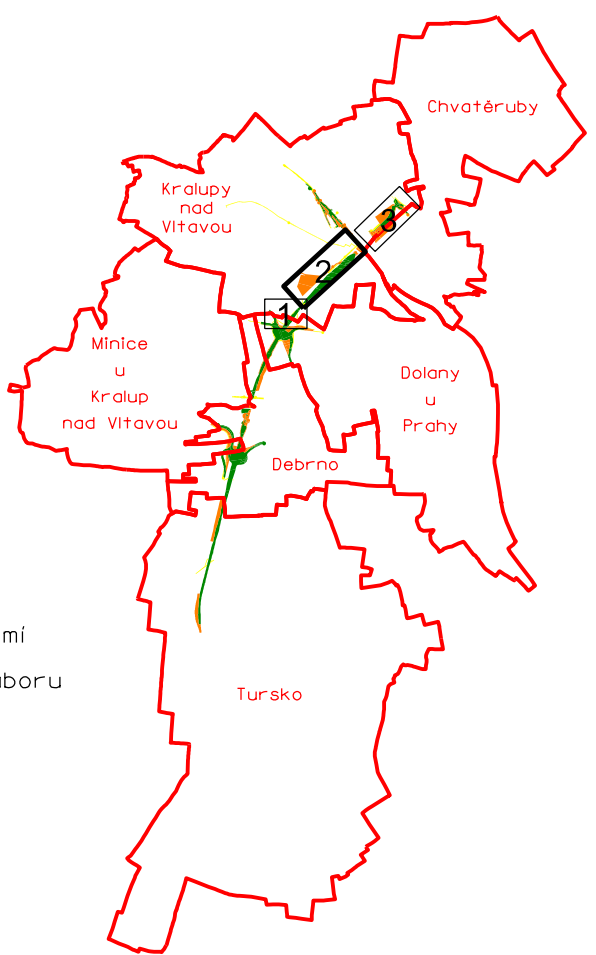 Chvatěruby
Kralupy
nad
Vltavou
3
2
1
Minice
u
Kralup
nad Vltavou
Dolany
u
Prahy
Debrno
mí
boru
Tursko